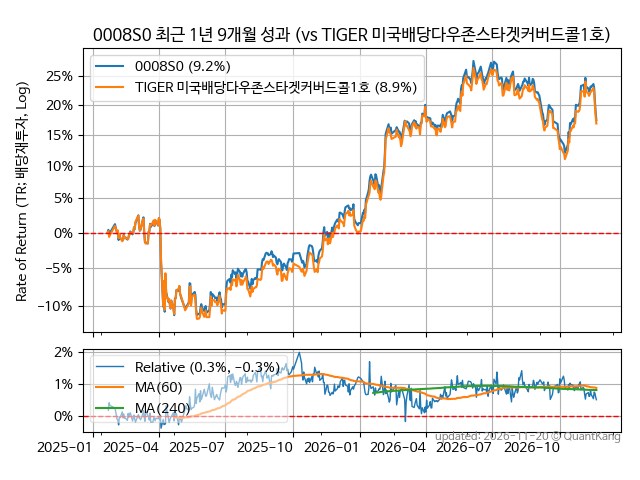 0008S0 최근 1년 9개월 성과 (vs TIGER 미국배당다우존스타겟커버드콜1호)
Rate of Return (TR: 배당재투자, Log)
0008S0 (9.2%)
TIGER 미국배당다우존스타겟커버드콜1호 (8.9%)
25%
20%
15%
10%
5%
0%
−5%
−10%
2%
1%
0%
Relative (0.3%, −0.3%)
MA(60)
MA(240)
2025-01 2025-04 2025-07 2025-10 2026-01 2026-04 2026-07 2026-10
updated: 2026-11-20 © QuantKang